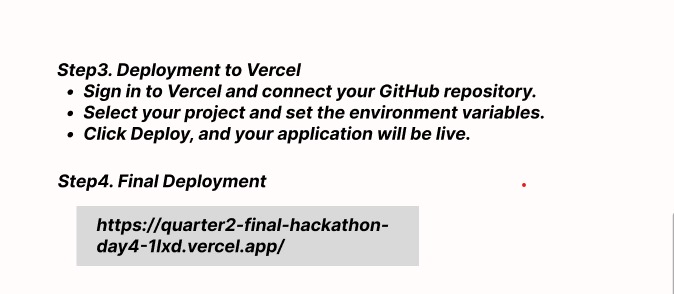 Step3. Deployment to Vercel
• Sign in to Vercel and connect your GitHub repository.
• Select your project and set the environment variables.
• Click Deploy, and your application will be live.
Step4. Final Deployment
https://quarter2-final-hackathon-
day4-1lxd.vercel.app/